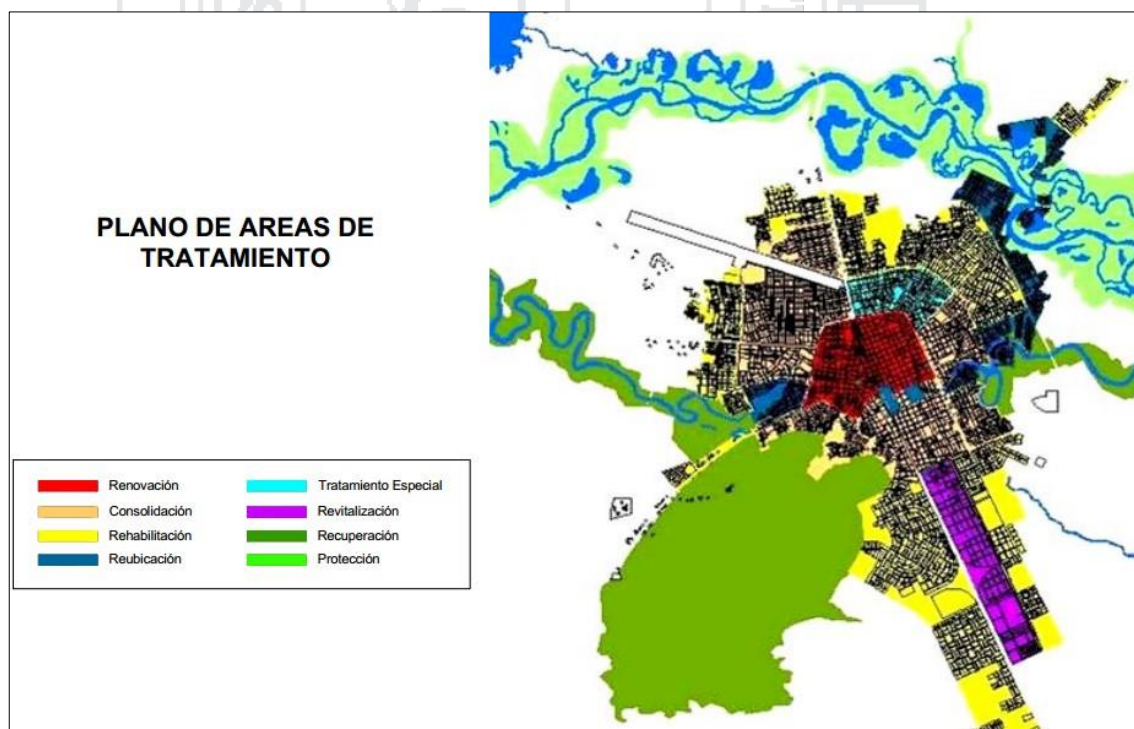 PLANO DE AREAS DE
TRATAMIENTO
Renovación
Consolidación
Rehabilitación
Reubicación
Tratamiento Especial
Revitalización
Recuperación
Protección